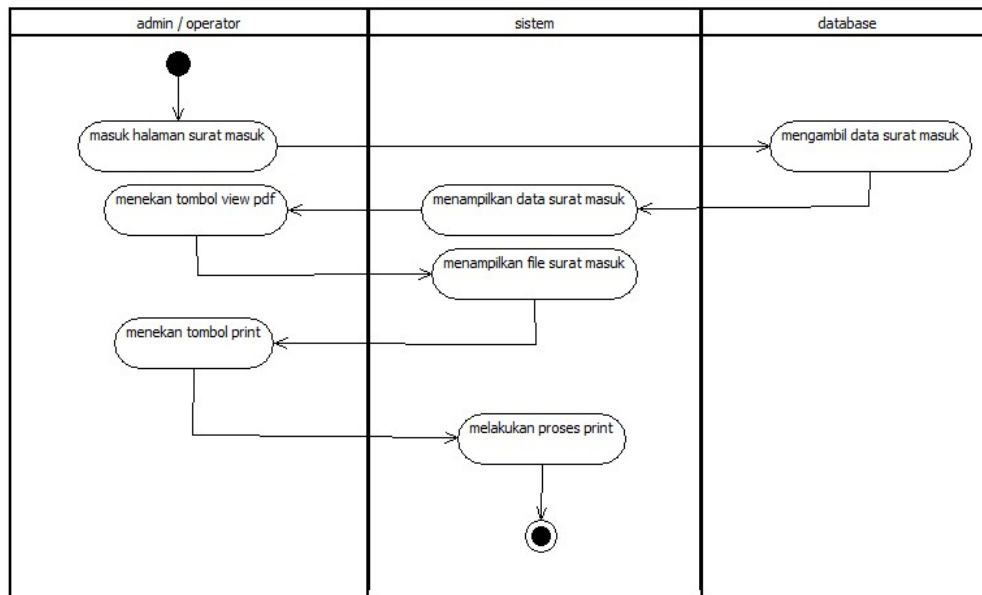 admin / operator
sistem
database
masuk halaman surat masuk
mengambil data surat masuk
menekan tombol view pdf
menampilkan data surat masuk
menampilkan file surat masuk
menekan tombol print
melakukan proses print